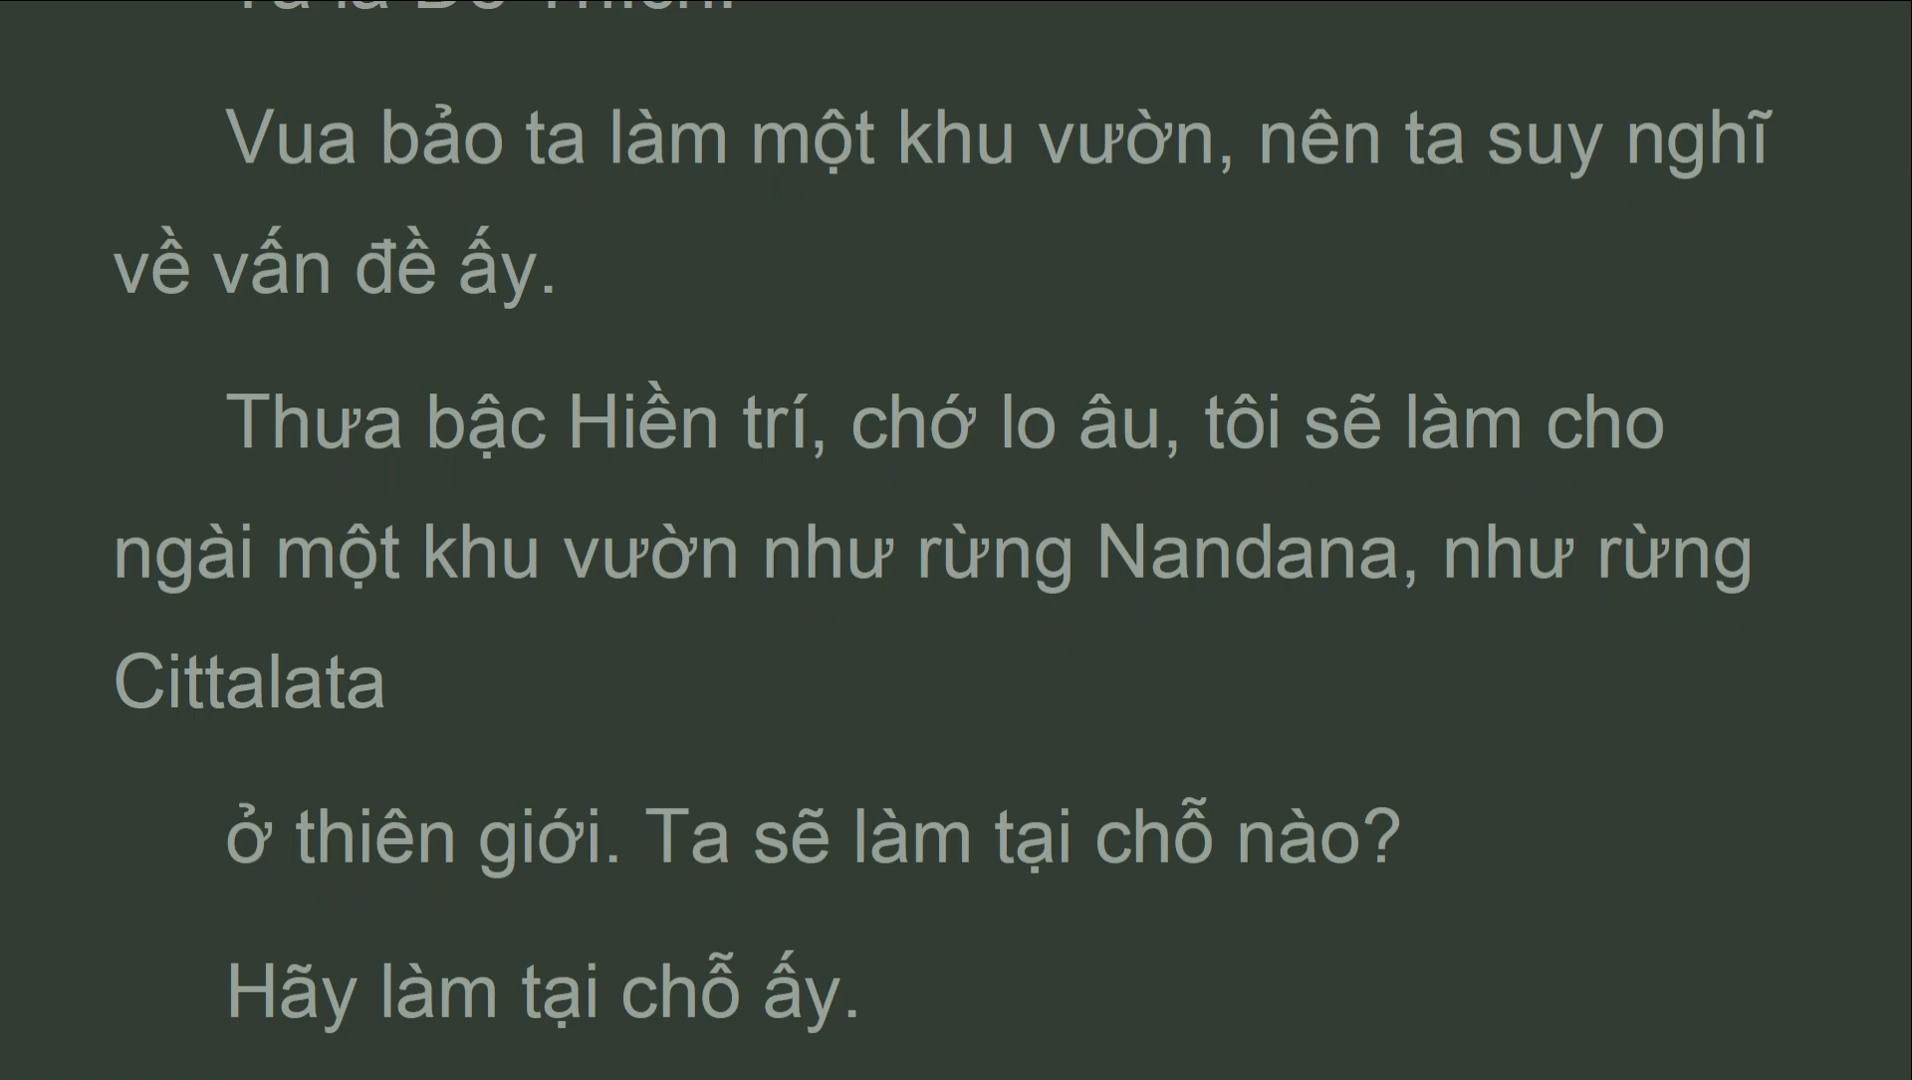 Vua bảo ta làm một khu vườn, nên ta suy nghĩ
về vấn đề ấy.
Thưa bậc Hiền trí, chớ lo âu, tôi sẽ làm cho
ngài một khu vườn như rừng Nandana, như rừng
Cittalata
ở thiên giới. Ta sẽ làm tại chỗ nào?
Hãy làm tại chỗ ấy.